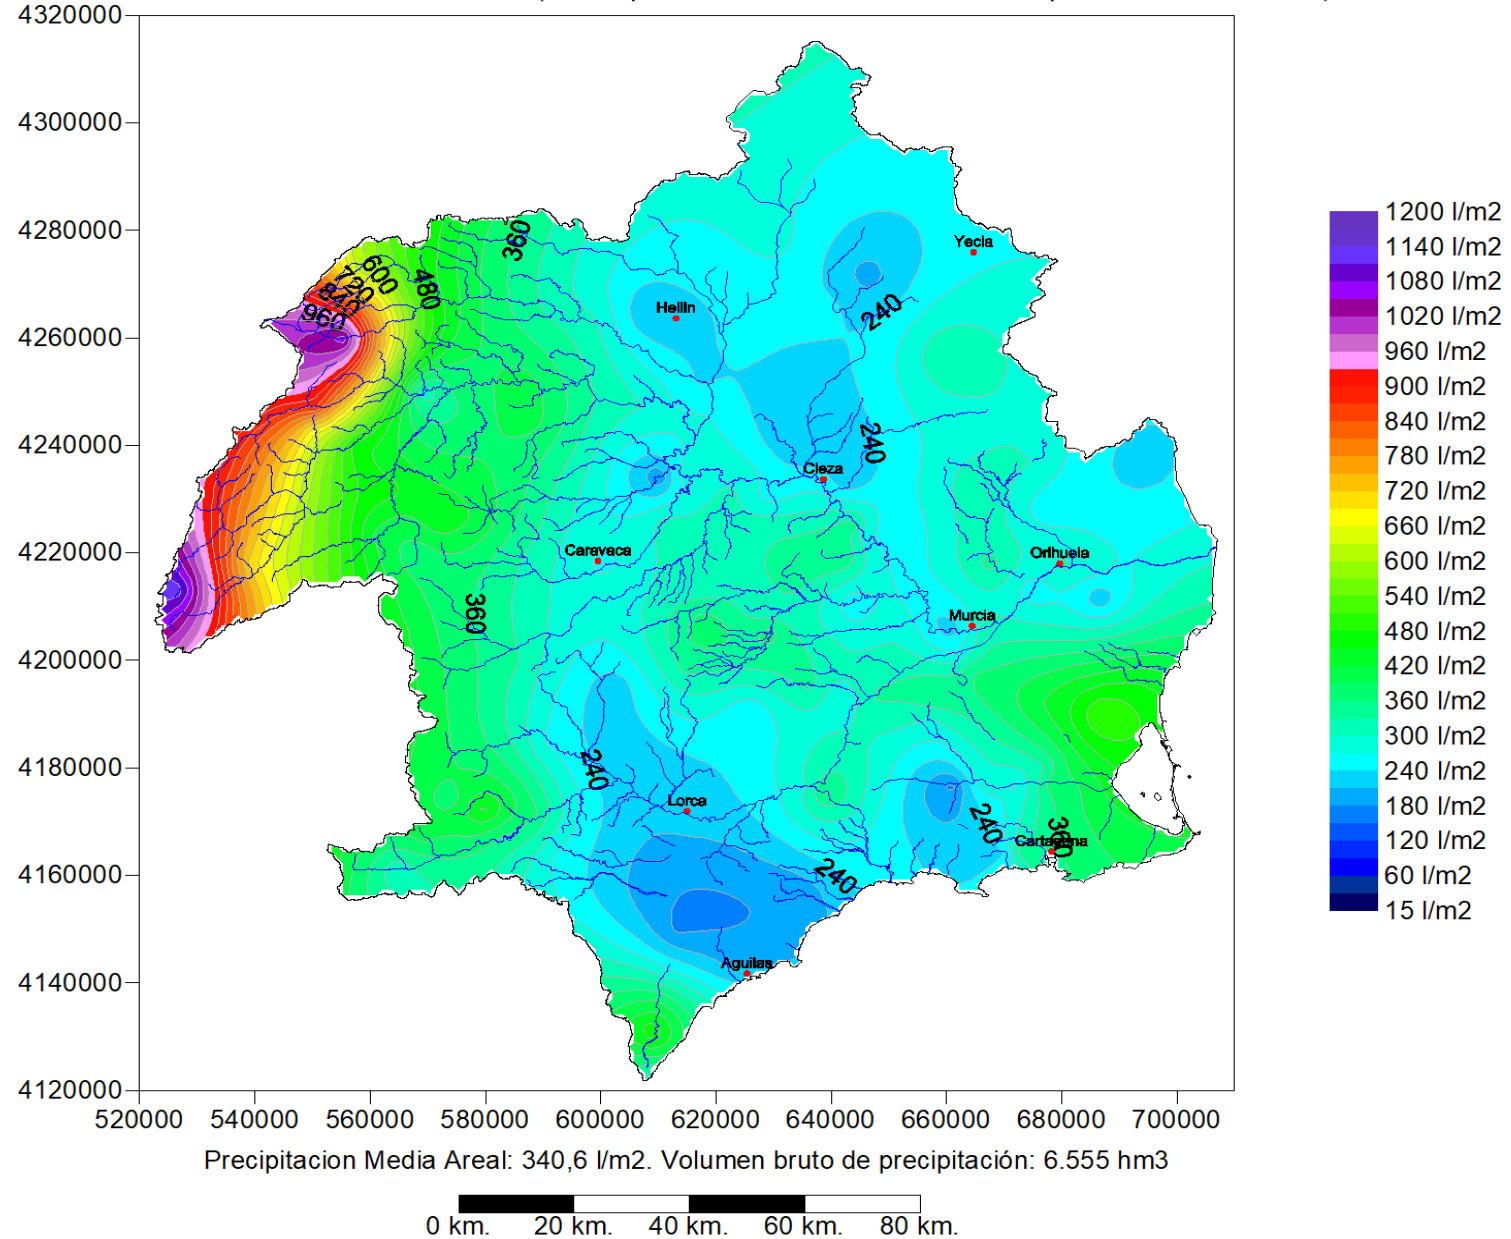 4320000
4300000
4280000
4260000
4240000
4220000
4200000
4180000
4160000
4140000
4120000
520000 540000 560000 580000 600000 620000 640000 660000 680000 700000
360
600
720
840
960
480
Yecla
Hellin
240
240
Cieza
Caravaca
Orihuela
360
Murcia
240
Lorca
240
360
Cartagena
240
Aguilas
1200 l/m2
1140 l/m2
1080 l/m2
1020 l/m2
960 l/m2
900 l/m2
840 l/m2
780 l/m2
720 l/m2
660 l/m2
600 l/m2
540 l/m2
480 l/m2
420 l/m2
360 l/m2
300 l/m2
240 l/m2
180 l/m2
120 l/m2
60 l/m2
15 l/m2
Precipitacion Media Areal: 340,6 l/m2. Volumen bruto de precipitación: 6.555 hm3
0 km. 20 km. 40 km. 60 km. 80 km.